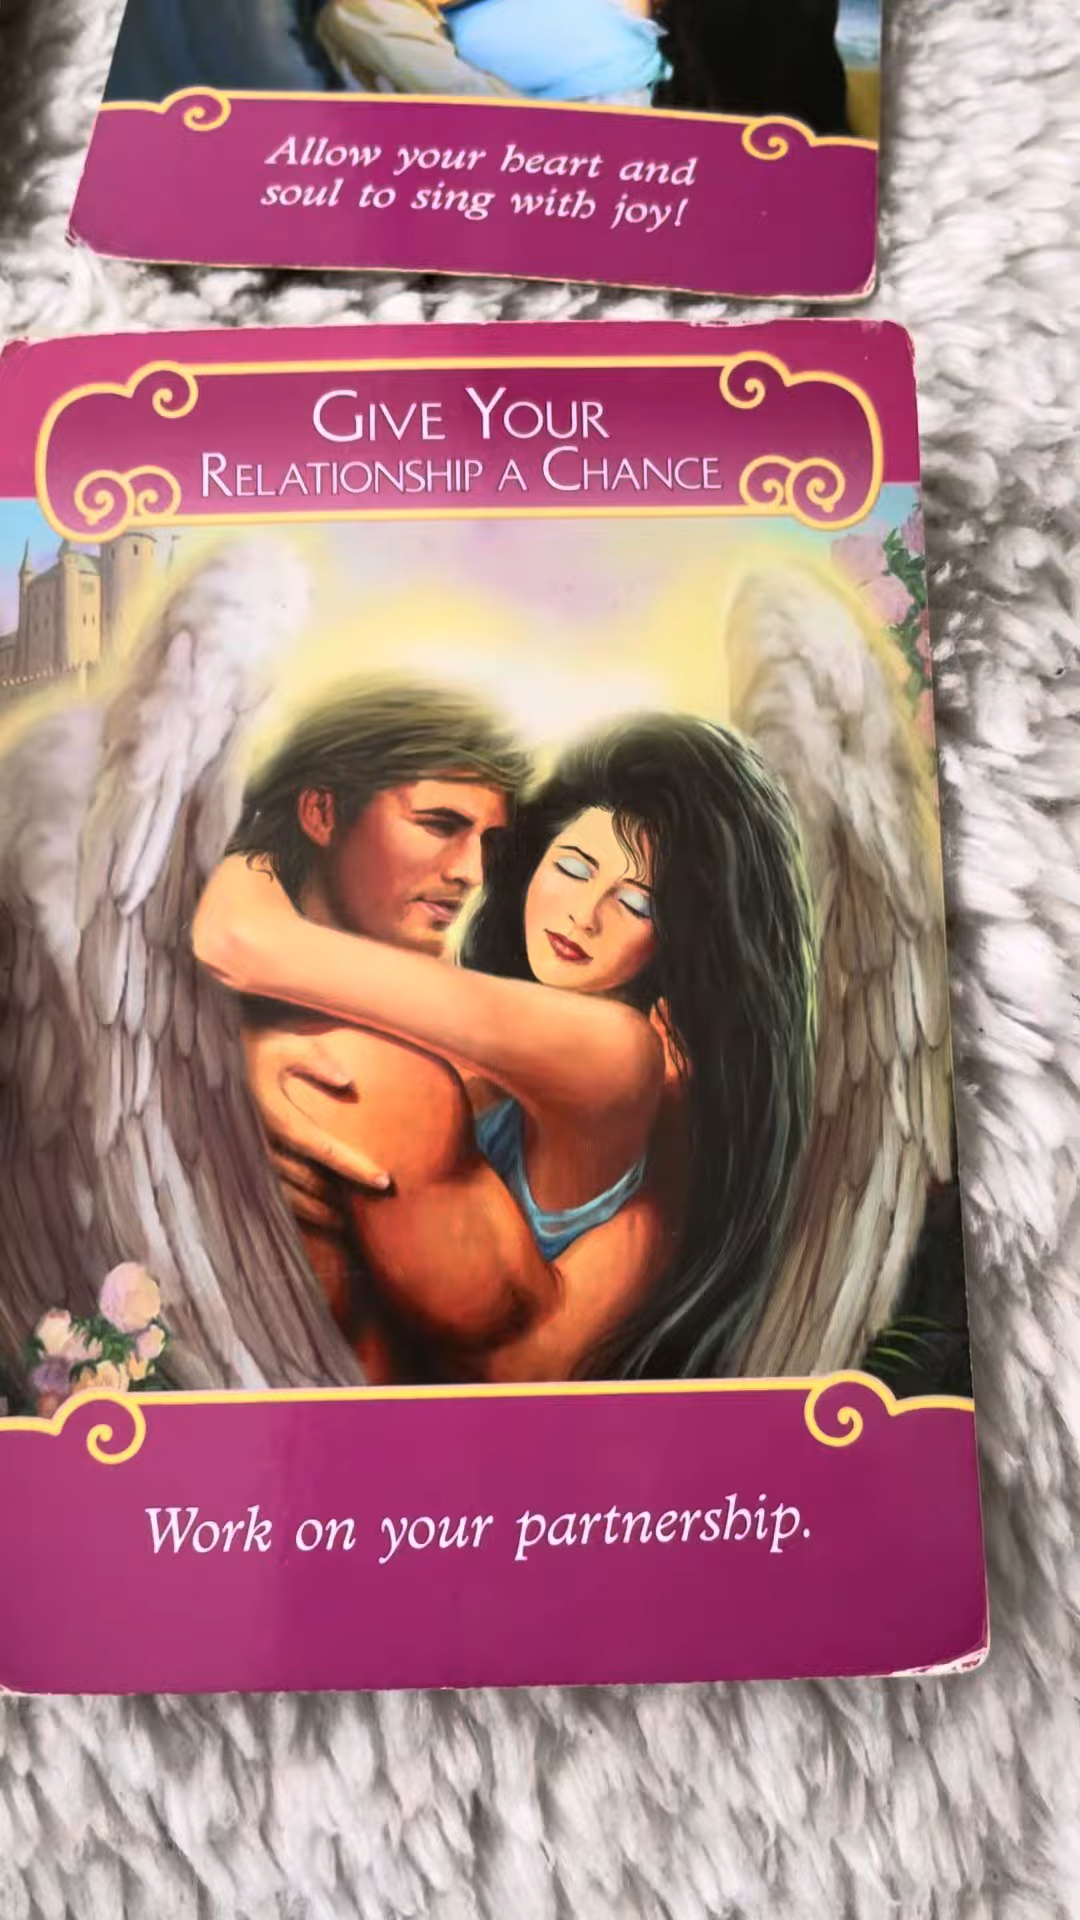 Allow your heart and
soul to sing with joy!
GIVE YOUR
RELATIONSHIP A CHANCE
Work on your partnership.